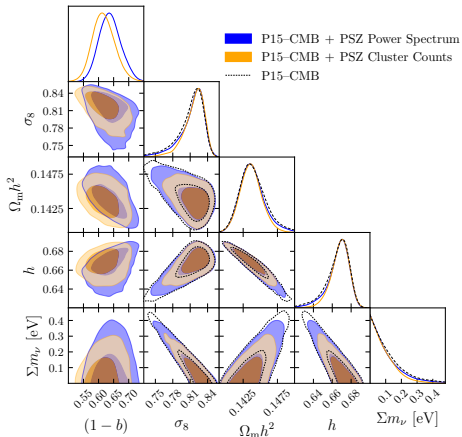 P15–CMB + PSZ Power Spectrum
P15–CMB + PSZ Cluster Counts
P15–CMB
σ₈
0.84
0.81
0.78
0.75
Ωₘh²
0.1475
0.1425
h
0.68
0.66
0.64
Σmᵥ [eV]
0.4
0.3
0.2
0.1
0.55 0.60 0.65 0.70
0.75 0.78 0.81 0.84
0.1425 0.1475
0.64 0.66 0.68
0.1 0.2 0.3 0.4
(1 − b)
σ₈
Ωₘh²
h
Σmᵥ [eV]